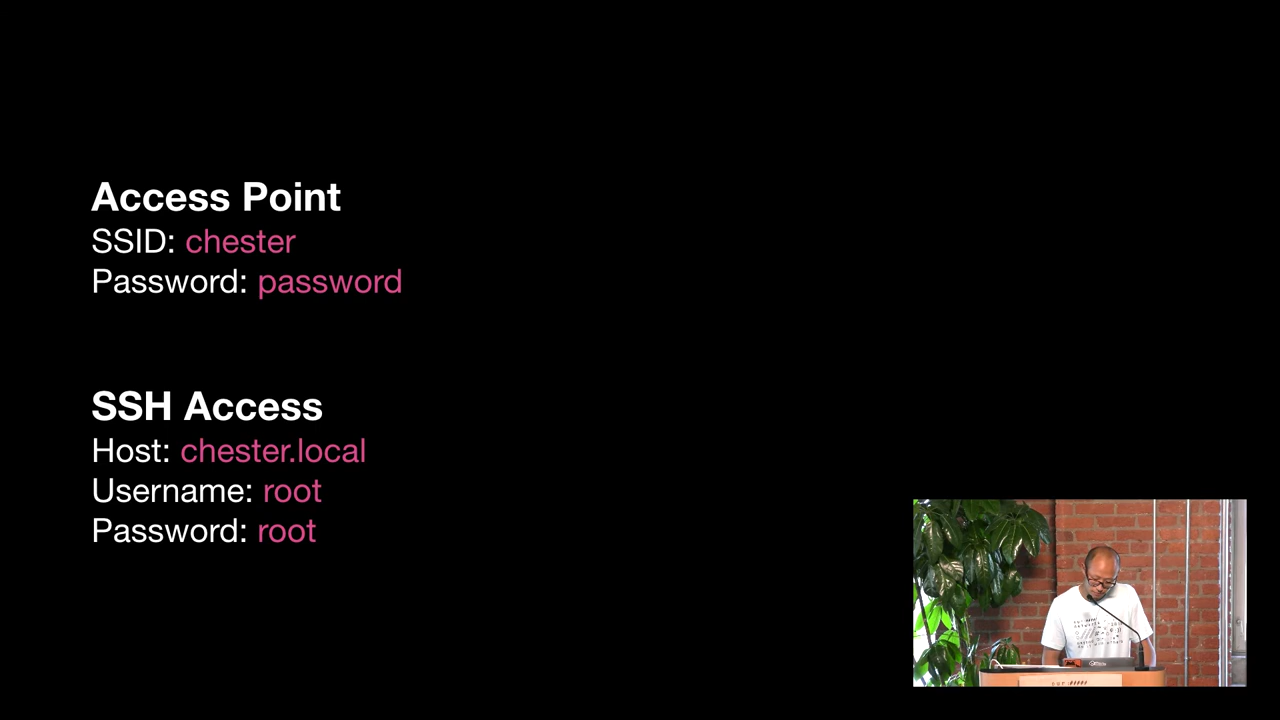 Access Point
SSID: chester
Password: password
SSH Access
Host: chester.local
Username: root
Password: root